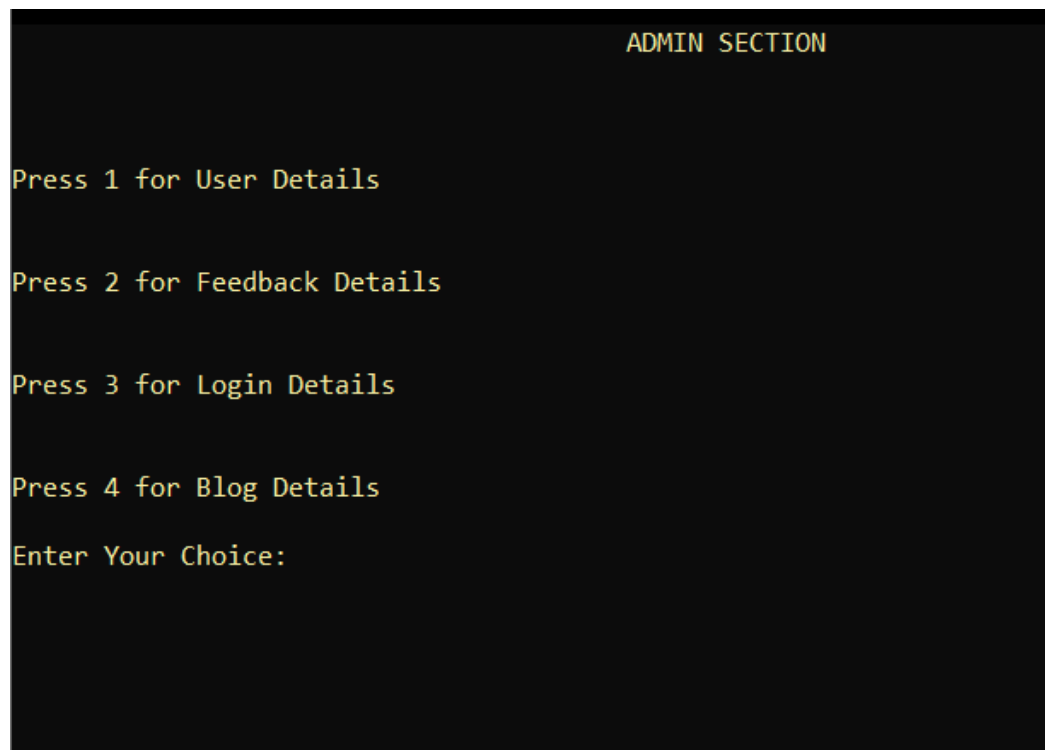 ADMIN SECTION
Press 1 for User Details
Press 2 for Feedback Details
Press 3 for Login Details
Press 4 for Blog Details
Enter Your Choice: